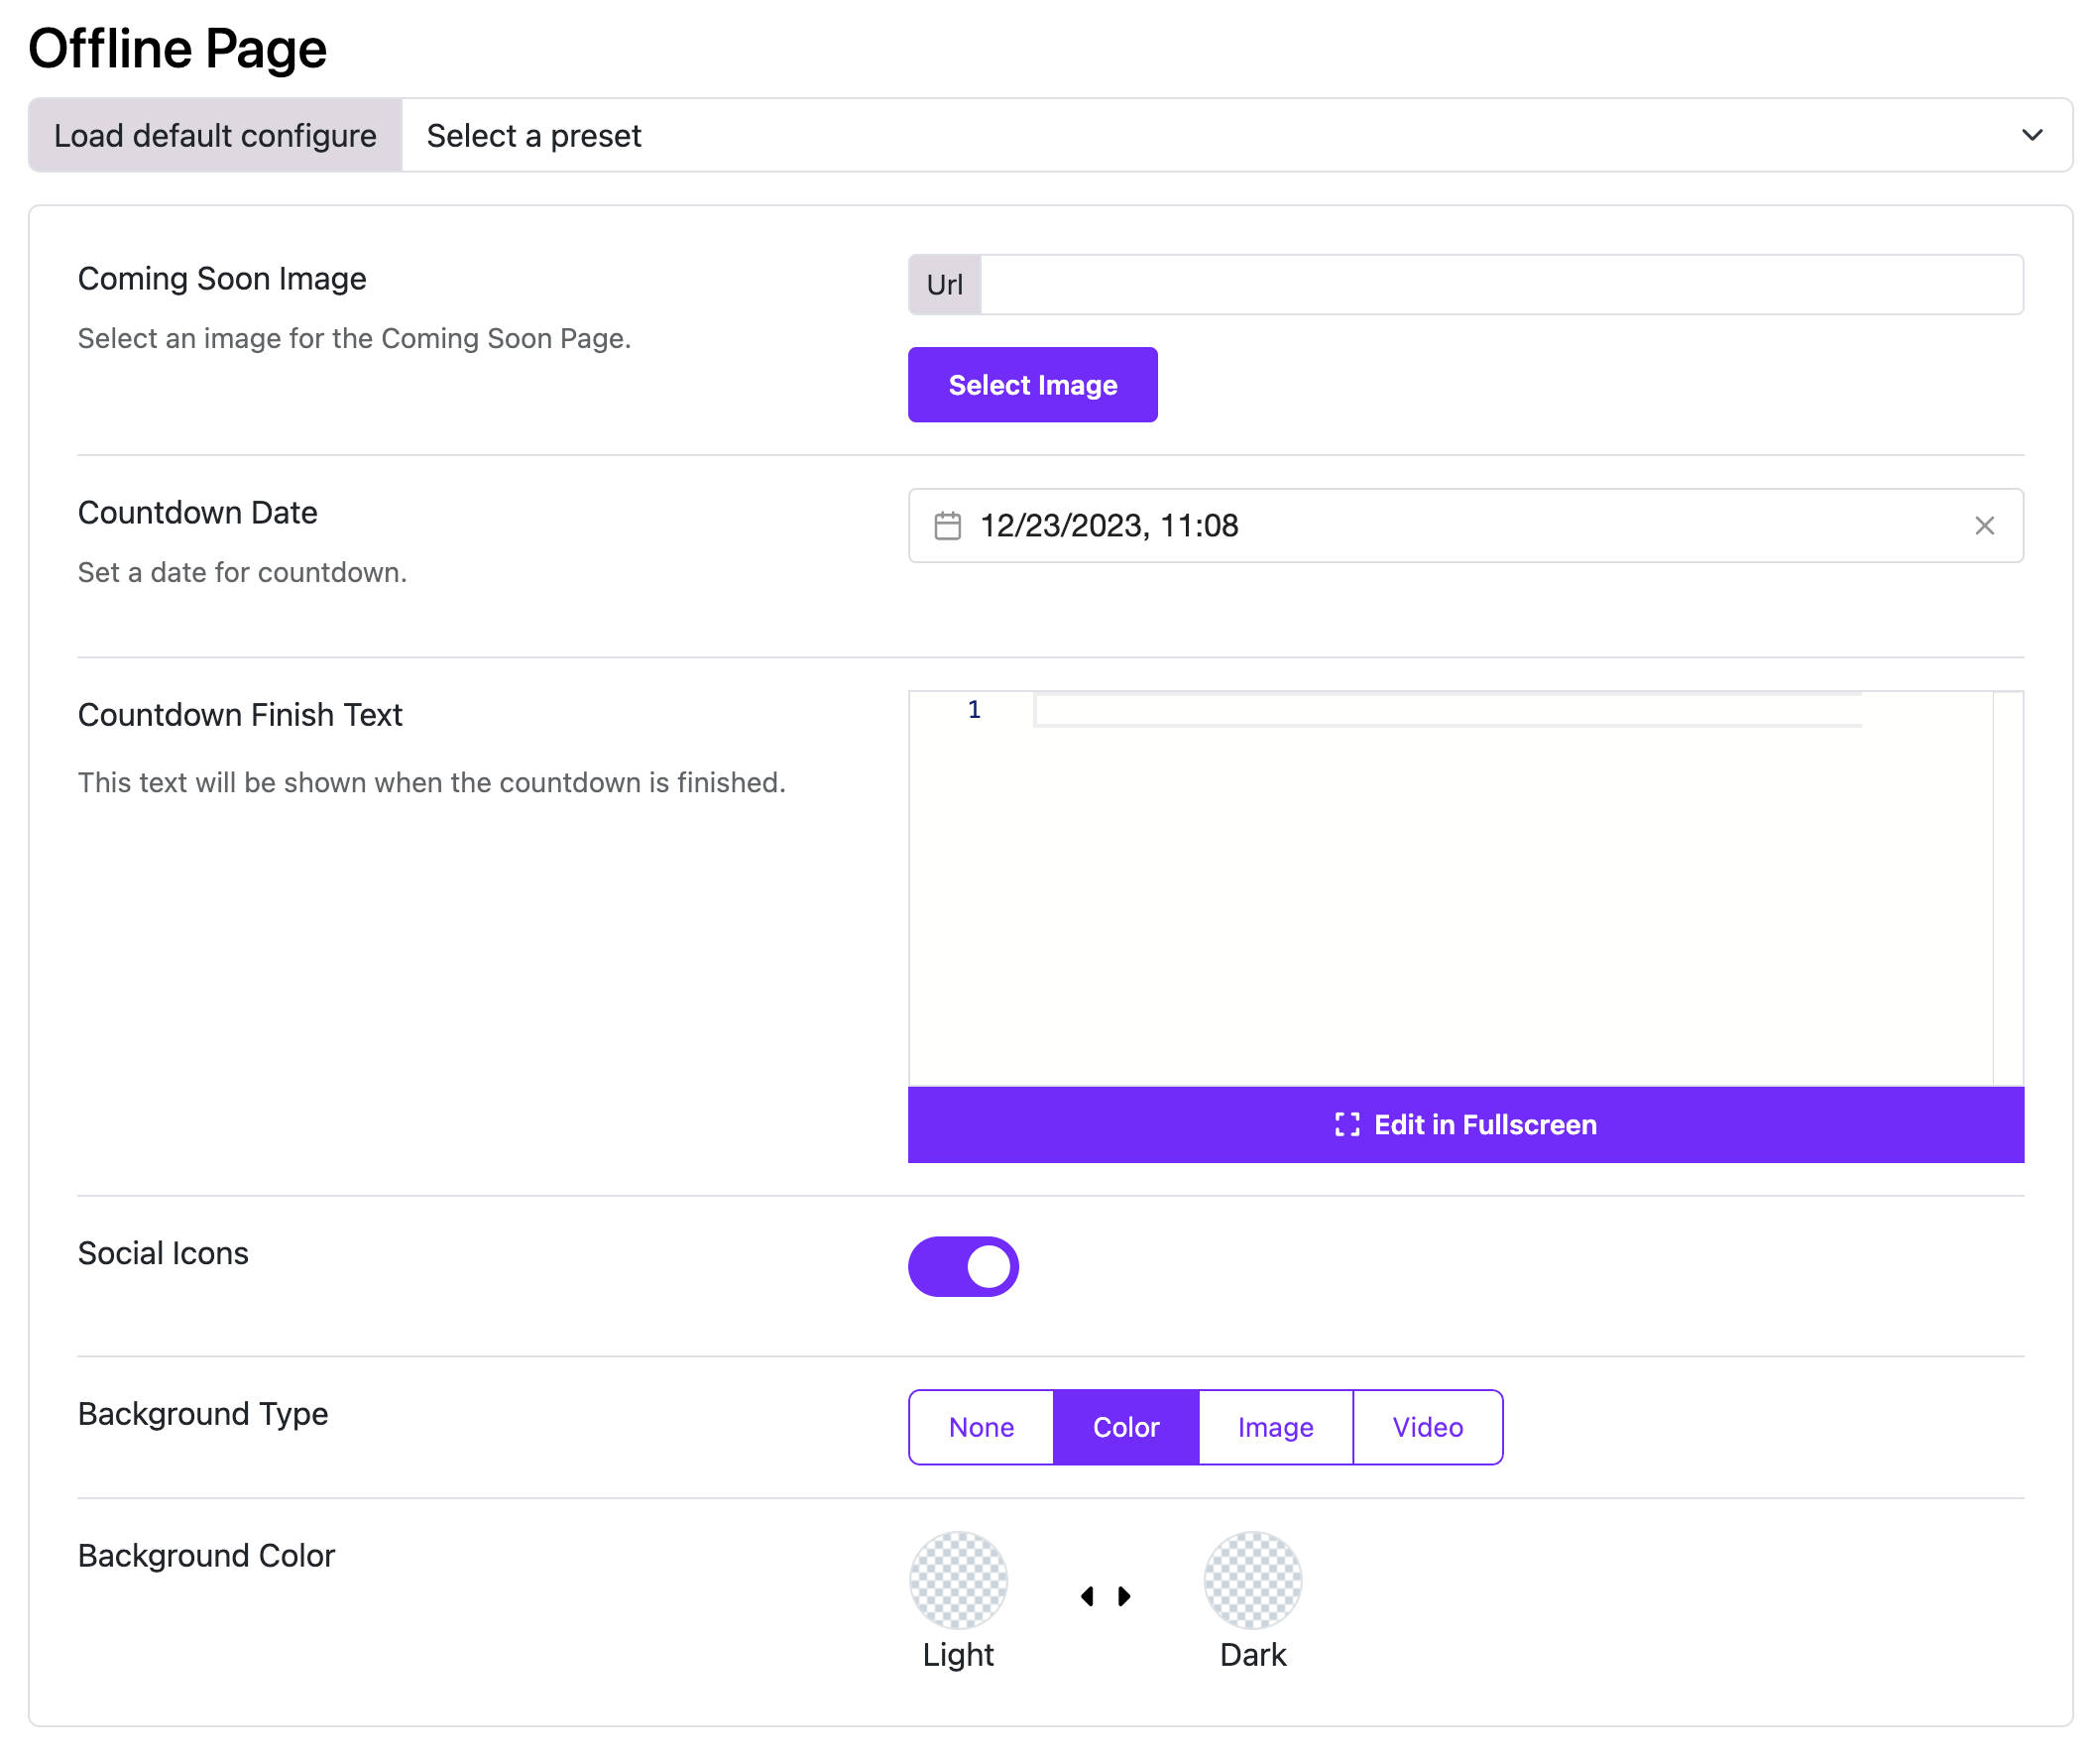 Offline Page
Load default configure Select a preset
Coming Soon Image
Url
Select an image for the Coming Soon Page.
Select Image
Countdown Date
12/23/2023, 11:08
Set a date for countdown.
Countdown Finish Text
1
This text will be shown when the countdown is finished.
Edit in Fullscreen
Social Icons
Background Type
None Color Image Video
Background Color
Light Dark